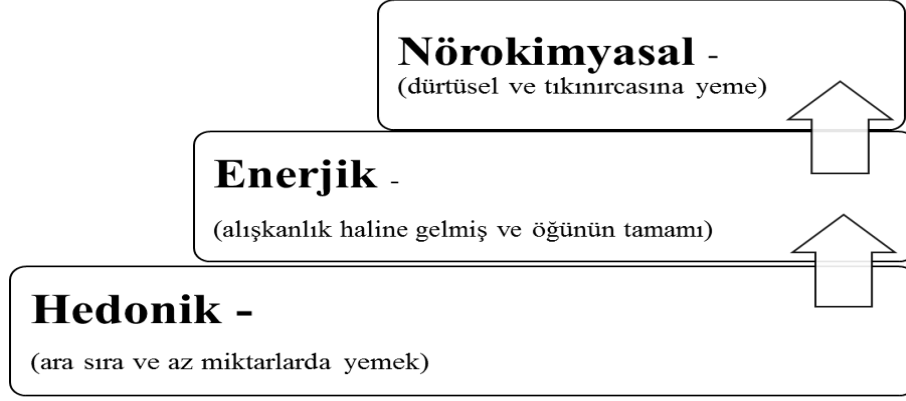 Nörokimyasal -
(dürtüsel ve tıkınırcasına yeme)
Enerjik -
(alışkanlık haline gelmiş ve öğünün tamamı)
Hedonik -
(ara sıra ve az miktarlarda yemek)